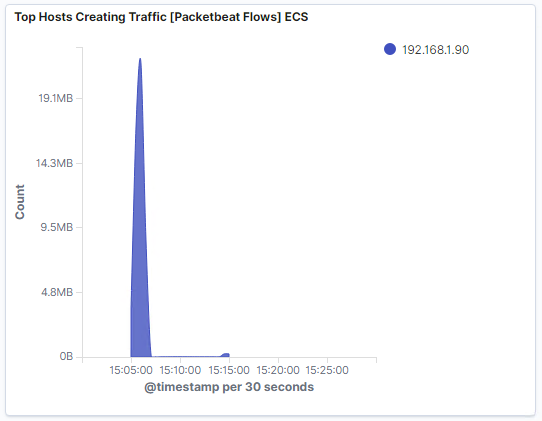 Top Hosts Creating Traffic [Packetbeat Flows] ECS
192.168.1.90
19.1MB
14.3MB
9.5MB
4.8MB
0B
Count
15:05:00 15:10:00 15:15:00 15:20:00 15:25:00
@timestamp per 30 seconds